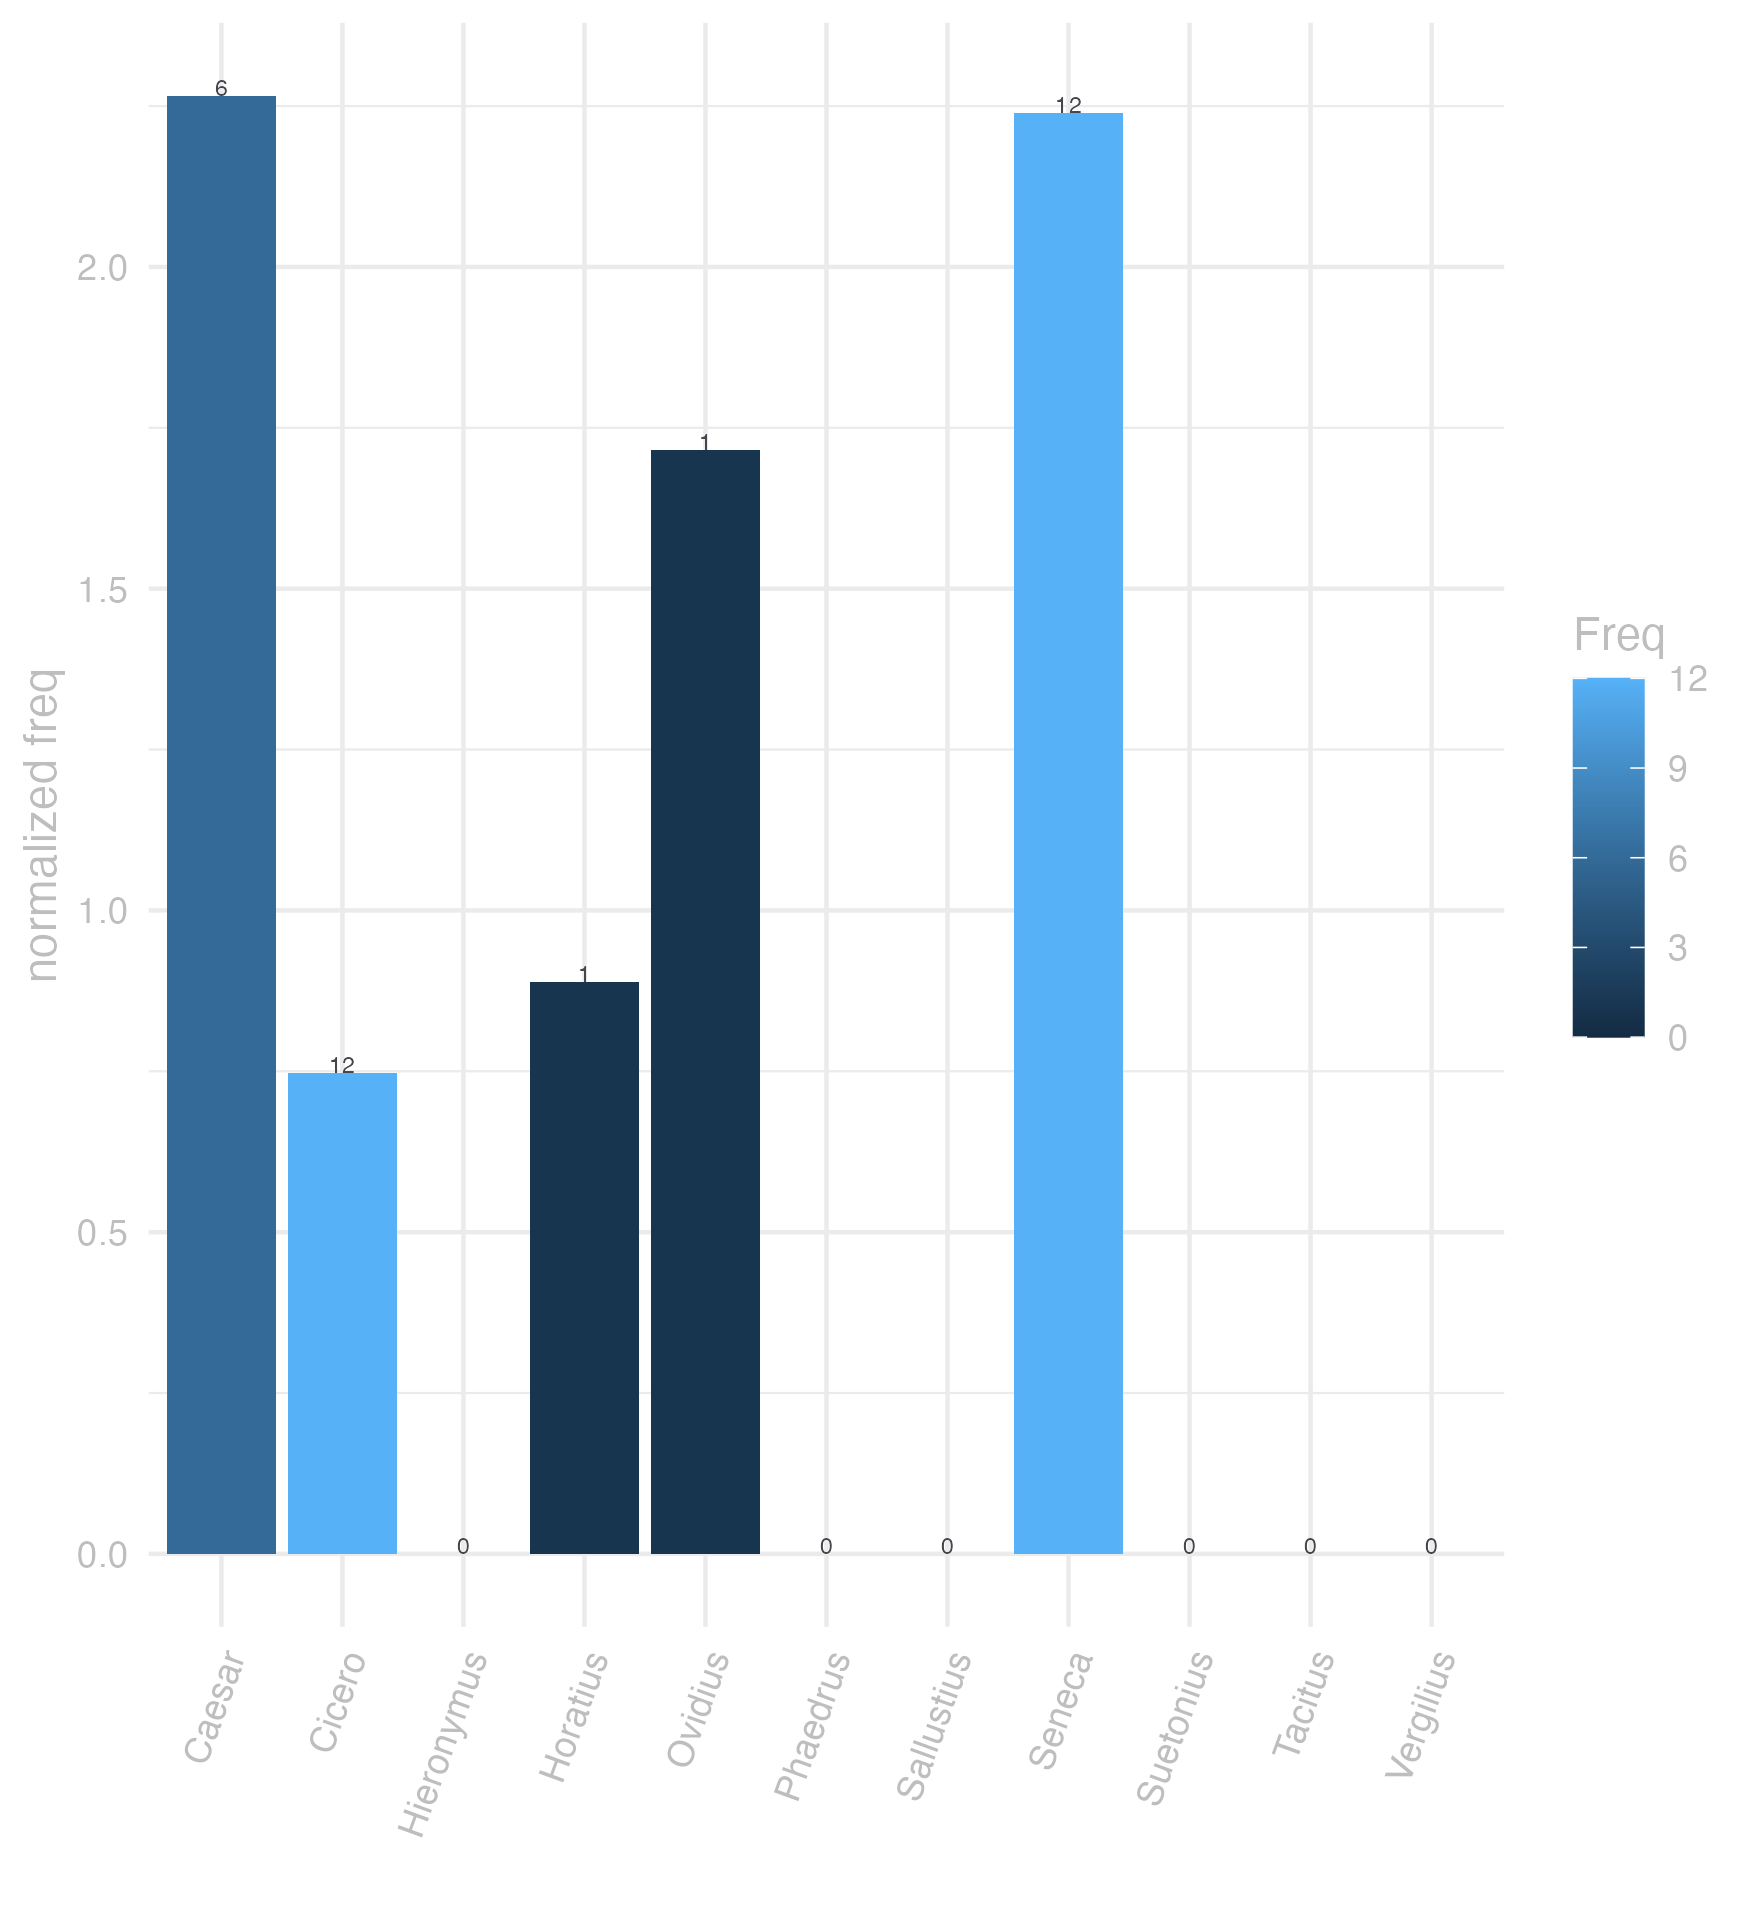 normalized freq
2.0
1.5
1.0
0.5
0.0
6
12
0
1
1
0
0
12
0
0
0
Caesar
Cicero
Hieronymus
Horatius
Ovidius
Phaedrus
Sallustius
Seneca
Suetonius
Tacitus
Vergilius
Freq
12
9
6
3
0